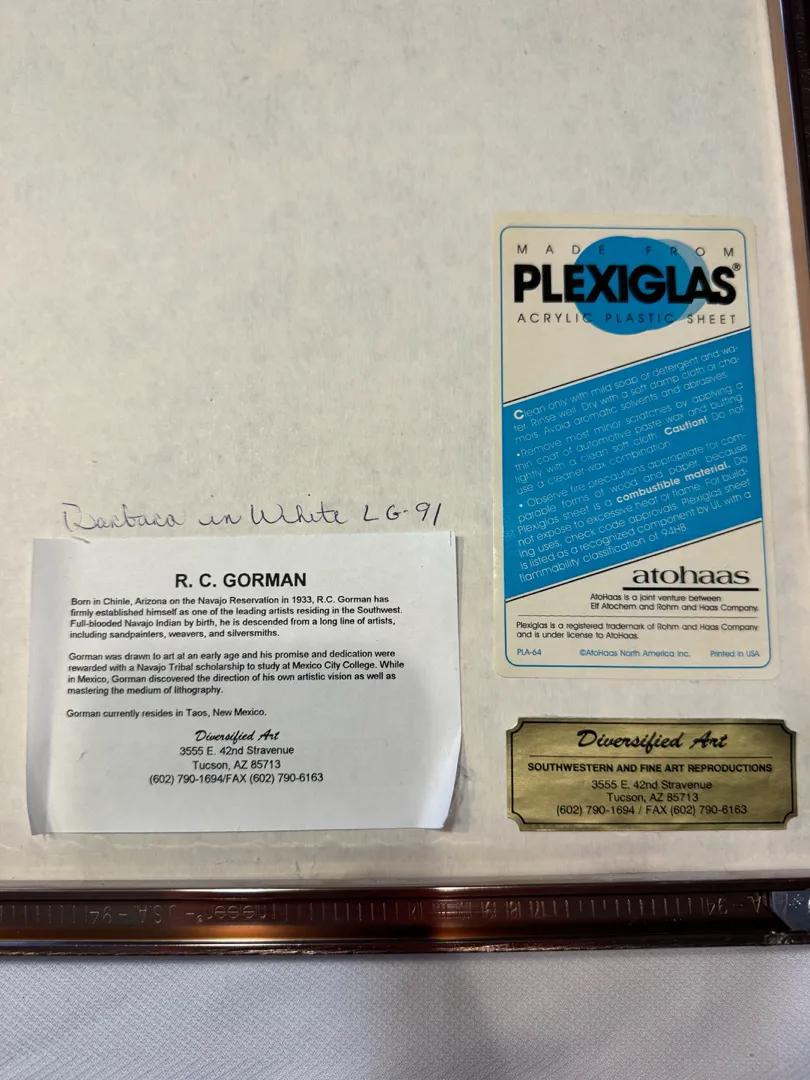 MADE FROM
PLEXIGLAS®
ACRYLIC PLASTIC SHEET
Clean only with mild soap or detergent and wa-
ter. Rinse well. Dry with a soft damp cloth or cha-
mois. Avoid aromatic solvents and abrasives.
•Remove most minor scratches by applying a
thin coat of automotive paste wax and buffing
lightly with a clean soft cloth. Caution! Do not
use a cleaner-wax combination.
•Observe fire precautions appropriate for com-
parable forms of wood and paper, because
Plexiglas sheet is a combustible material. Do
not expose to excessive heat or flame. For build-
ing uses, check code approvals. Plexiglas sheet
is listed as a recognized component by UL with a
flammability classification of 94HB
atohaas
AtoHaas is a joint venture between
Elf Atochem and Rohm and Haas Company.
Plexiglas is a registered trademark of Rohm and Haas Company
and is under license to AtoHaas.
PLA-64 ©AtoHaas North America Inc. Printed in USA
Barbara in White LG-91
R. C. GORMAN
Born in Chinle, Arizona on the Navajo Reservation in 1933, R.C. Gorman has
firmly established himself as one of the leading artists residing in the Southwest.
Full-blooded Navajo Indian by birth, he is descended from a long line of artists,
including sandpainters, weavers, and silversmiths.
Gorman was drawn to art at an early age and his promise and dedication were
rewarded with a Navajo Tribal scholarship to study at Mexico City College. While
in Mexico, Gorman discovered the direction of his own artistic vision as well as
mastering the medium of lithography.
Gorman currently resides in Taos, New Mexico.
Diversified Art
3555 E. 42nd Stravenue
Tucson, AZ 85713
(602) 790-1694/FAX (602) 790-6163
Diversified Art
SOUTHWESTERN AND FINE ART REPRODUCTIONS
3555 E. 42nd Stravenue
Tucson, AZ 85713
(602) 790-1694 / FAX (602) 790-6163